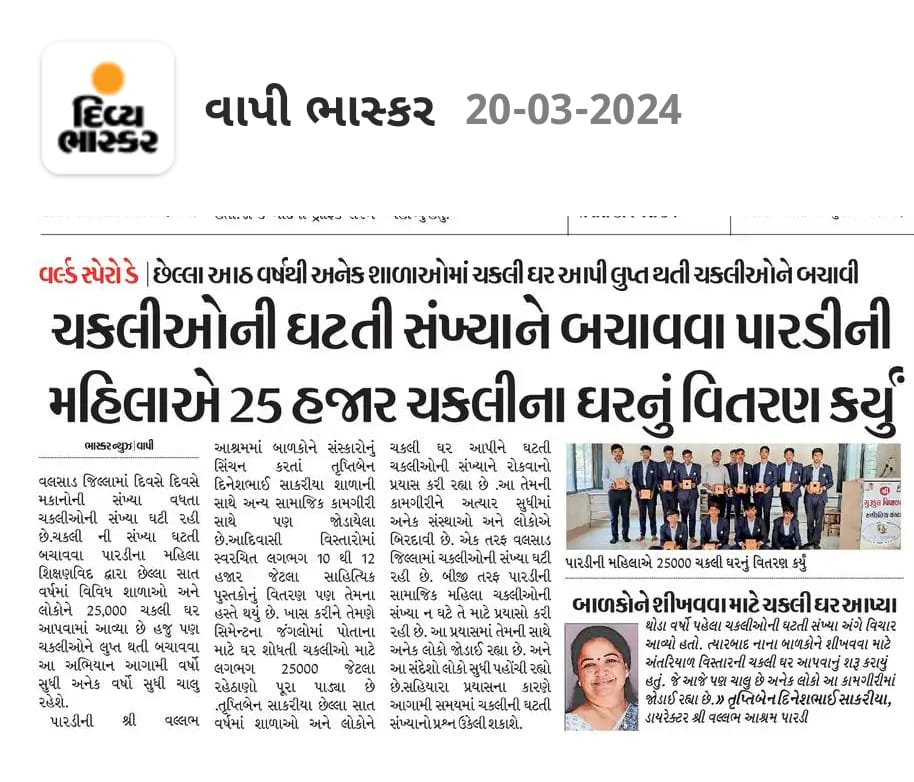 દિવ્ય
ભાસ્કર
વાપી ભાસ્કર 20-03-2024
વર્લ્ડ સ્પેરો ડે | છેલ્લા આઠ વર્ષથી અનેક શાળાઓમાં ચકલી ઘર આપી લુપ્ત થતી ચકલીઓને બચાવી
ચકલીઓની ઘટતી સંખ્યાને બચાવવા પારડીની
મહિલાએ 25 હજાર ચકલીના ઘરનું વિતરણ કર્યું
ભાસ્કર ન્યુઝ | વાપી
વલસાડ જિલ્લામાં દિવસે દિવસે
મકાનોની સંખ્યા વધતા
ચકલીઓની સંખ્યા ઘટી રહી
છે.ચકલી ની સંખ્યા ઘટતી
બચાવવા પારડીના મહિલા
શિક્ષણવિદ દ્વારા છેલ્લા સાત
વર્ષમાં વિવિધ શાળાઓ અને
લોકોને 25,000 ચકલી ઘર
આપવામાં આવ્યા છે હજુ પણ
ચકલીઓને લુપ્ત થતી બચાવવા
આ અભિયાન આગામી વર્ષો
સુધી અનેક વર્ષો સુધી ચાલુ
રહેશે.
પારડીની શ્રી વલ્લભ
આશ્રમમાં બાળકોને સંસ્કારોનું
સિંચન કરતાં તૃપ્તિબેન
દિનેશભાઈ સાકરીયા શાળાની
સાથે અન્ય સામાજિક કામગીરી
સાથે પણ જોડાયેલા
છે.આદિવાસી વિસ્તારોમાં
સ્વરચિત લગભગ 10 થી 12
હજાર જેટલા સાહિત્યિક
પુસ્તકોનું વિતરણ પણ તેમના
હસ્તે થયું છે. ખાસ કરીને તેમણે
સિમેન્ટના જંગલોમાં પોતાના
માટે ઘર શોધતી ચકલીઓ માટે
લગભગ 25000 જેટલા
રહેઠાણો પૂરા પાડ્યા છે
.તૃપ્તિબેન સાકરીયા છેલ્લા સાત
વર્ષમાં શાળાઓ અને લોકોને
ચકલી ઘર આપીને ઘટતી
ચકલીઓની સંખ્યાને રોકવાનો
પ્રયાસ કરી રહ્યા છે .આ તેમની
કામગીરીને અત્યાર સુધીમાં
અનેક સંસ્થાઓ અને લોકોએ
બિરદાવી છે. એક તરફ વલસાડ
જિલ્લામાં ચકલીઓની સંખ્યા ઘટી
રહી છે. બીજી તરફ પારડીની
સામાજિક મહિલા ચકલીઓની
સંખ્યા ન ઘટે તે માટે પ્રયાસો કરી
રહી છે. આ પ્રયાસમાં તેમની સાથે
અનેક લોકો જોડાઈ રહ્યા છે. અને
આ સંદેશો લોકો સુધી પહોંચી રહ્યો
છે.સહિયારા પ્રયાસના કારણે
આગામી સમયમાં ચકલીની ઘટતી
સંખ્યાનો પ્રશ્ન ઉકેલી શકાશે.
પારડીની મહિલાએ 25000 ચકલી ઘરનું વિતરણ કર્યું
બાળકોને શીખવવા માટે ચકલી ઘર આપ્યા
થોડા વર્ષો પહેલા ચકલીઓની ઘટતી સંખ્યા અંગે વિચાર
આવ્યો હતો. ત્યારબાદ નાના બાળકોને શીખવવા માટે
અંતરિયાળ વિસ્તારની ચકલી ઘર આપવાનું શરૂ કરાયું
હતું. જે આજે પણ ચાલુ છે અનેક લોકો આ કામગીરીમાં
જોડાઈ રહ્યા છે.» તૃપ્તિબેન દિનેશભાઈ સાકરીયા,
ડાયરેક્ટર શ્રી વલ્લભ આશ્રમ પારડી